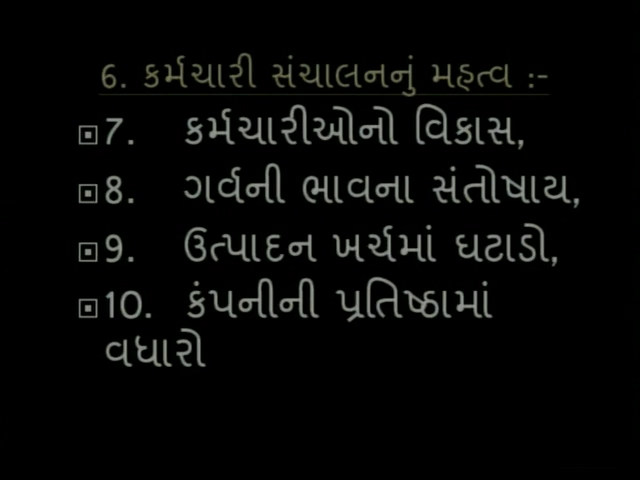 6. કર્મચારી સંચાલનનું મહત્વ :-
7. કર્મચારીઓનો વિકાસ,
8. ગર્વની ભાવના સંતોષાય,
9. ઉત્પાદન ખર્ચમાં ઘટાડો,
10. કંપનીની પ્રતિષ્ઠામાં
વધારો